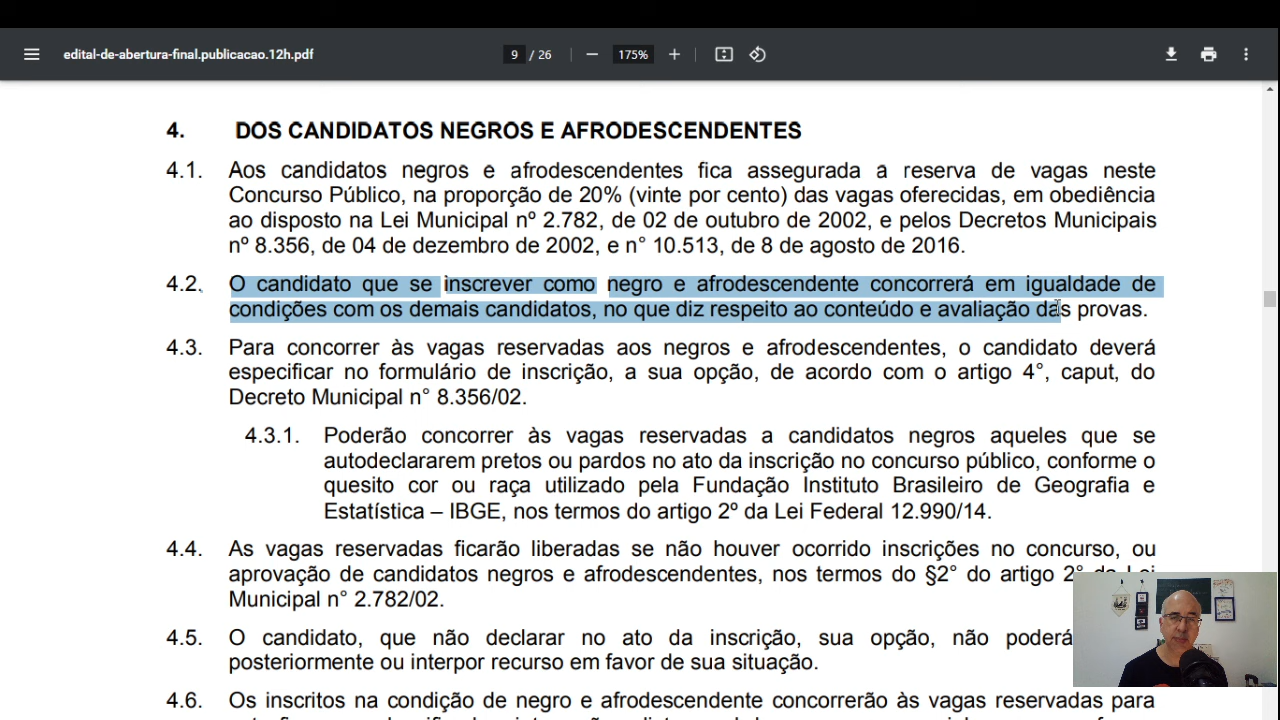 edital-de-abertura-final.publicacao.12h.pdf
9 / 26
175%
4. DOS CANDIDATOS NEGROS E AFRODESCENDENTES
4.1. Aos candidatos negros e afrodescendentes fica assegurada a reserva de vagas neste
Concurso Público, na proporção de 20% (vinte por cento) das vagas oferecidas, em obediência
ao disposto na Lei Municipal nº 2.782, de 02 de outubro de 2002, e pelos Decretos Municipais
nº 8.356, de 04 de dezembro de 2002, e n° 10.513, de 8 de agosto de 2016.
4.2. O candidato que se inscrever como negro e afrodescendente concorrerá em igualdade de
condições com os demais candidatos, no que diz respeito ao conteúdo e avaliação das provas.
4.3. Para concorrer às vagas reservadas aos negros e afrodescendentes, o candidato deverá
especificar no formulário de inscrição, a sua opção, de acordo com o artigo 4°, caput, do
Decreto Municipal n° 8.356/02.
4.3.1. Poderão concorrer às vagas reservadas a candidatos negros aqueles que se
autodeclararem pretos ou pardos no ato da inscrição no concurso público, conforme o
quesito cor ou raça utilizado pela Fundação Instituto Brasileiro de Geografia e
Estatística – IBGE, nos termos do artigo 2º da Lei Federal 12.990/14.
4.4. As vagas reservadas ficarão liberadas se não houver ocorrido inscrições no concurso, ou
aprovação de candidatos negros e afrodescendentes, nos termos do §2° do artigo 2° da Lei
Municipal n° 2.782/02.
4.5. O candidato, que não declarar no ato da inscrição, sua opção, não poderá
posteriormente ou interpor recurso em favor de sua situação.
4.6. Os inscritos na condição de negro e afrodescendente concorrerão às vagas reservadas para